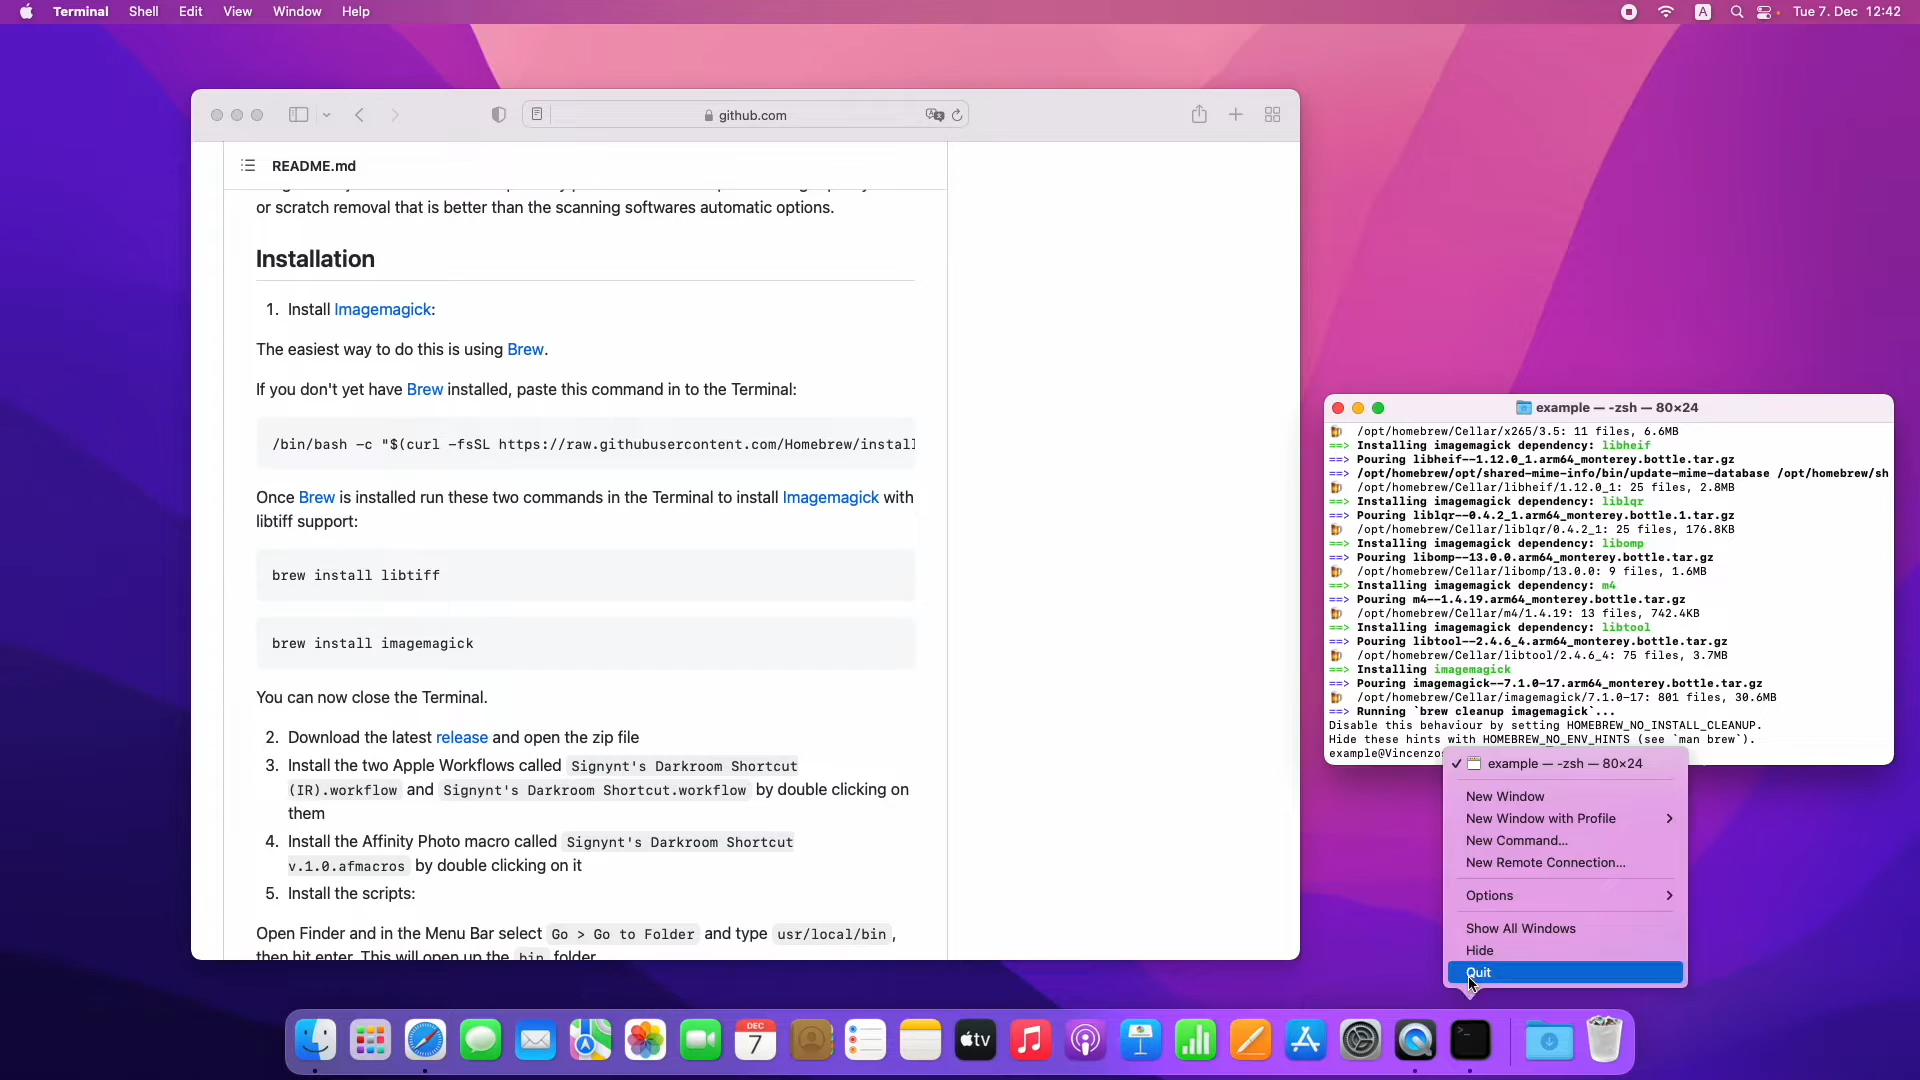 Terminal Shell Edit View Window Help
A Tue 7. Dec 12:42
github.com
README.md
or scratch removal that is better than the scanning softwares automatic options.
Installation
1. Install Imagemagick:
The easiest way to do this is using Brew.
If you don't yet have Brew installed, paste this command in to the Terminal:
/bin/bash -c "$(curl -fsSL https://raw.githubusercontent.com/Homebrew/install
Once Brew is installed run these two commands in the Terminal to install Imagemagick with
libtiff support:
brew install libtiff
brew install imagemagick
You can now close the Terminal.
2. Download the latest release and open the zip file
3. Install the two Apple Workflows called Signynt's Darkroom Shortcut
(IR).workflow and Signynt's Darkroom Shortcut.workflow by double clicking on
them
4. Install the Affinity Photo macro called Signynt's Darkroom Shortcut
v.1.0.afmacros by double clicking on it
5. Install the scripts:
Open Finder and in the Menu Bar select Go > Go to Folder and type usr/local/bin ,
then hit enter. This will open up the bin folder
example — -zsh — 80×24
/opt/homebrew/Cellar/x265/3.5: 11 files, 6.6MB
==> Installing imagemagick dependency: libheif
==> Pouring libheif--1.12.0_1.arm64_monterey.bottle.tar.gz
==> /opt/homebrew/opt/shared-mime-info/bin/update-mime-database /opt/homebrew/sh
/opt/homebrew/Cellar/libheif/1.12.0_1: 25 files, 2.8MB
==> Installing imagemagick dependency: liblqr
==> Pouring liblqr--0.4.2_1.arm64_monterey.bottle.1.tar.gz
/opt/homebrew/Cellar/liblqr/0.4.2_1: 25 files, 176.8KB
==> Installing imagemagick dependency: libomp
==> Pouring libomp--13.0.0.arm64_monterey.bottle.tar.gz
/opt/homebrew/Cellar/libomp/13.0.0: 9 files, 1.6MB
==> Installing imagemagick dependency: m4
==> Pouring m4--1.4.19.arm64_monterey.bottle.tar.gz
/opt/homebrew/Cellar/m4/1.4.19: 13 files, 742.4KB
==> Installing imagemagick dependency: libtool
==> Pouring libtool--2.4.6_4.arm64_monterey.bottle.tar.gz
/opt/homebrew/Cellar/libtool/2.4.6_4: 75 files, 3.7MB
==> Installing imagemagick
==> Pouring imagemagick--7.1.0-17.arm64_monterey.bottle.tar.gz
/opt/homebrew/Cellar/imagemagick/7.1.0-17: 801 files, 30.6MB
==> Running `brew cleanup imagemagick`...
Disable this behaviour by setting HOMEBREW_NO_INSTALL_CLEANUP.
Hide these hints with HOMEBREW_NO_ENV_HINTS (see `man brew`).
example@Vincenzo
✓ example — -zsh — 80×24
New Window
New Window with Profile
New Command...
New Remote Connection...
Options
Show All Windows
Hide
Quit
DEC
7
tv